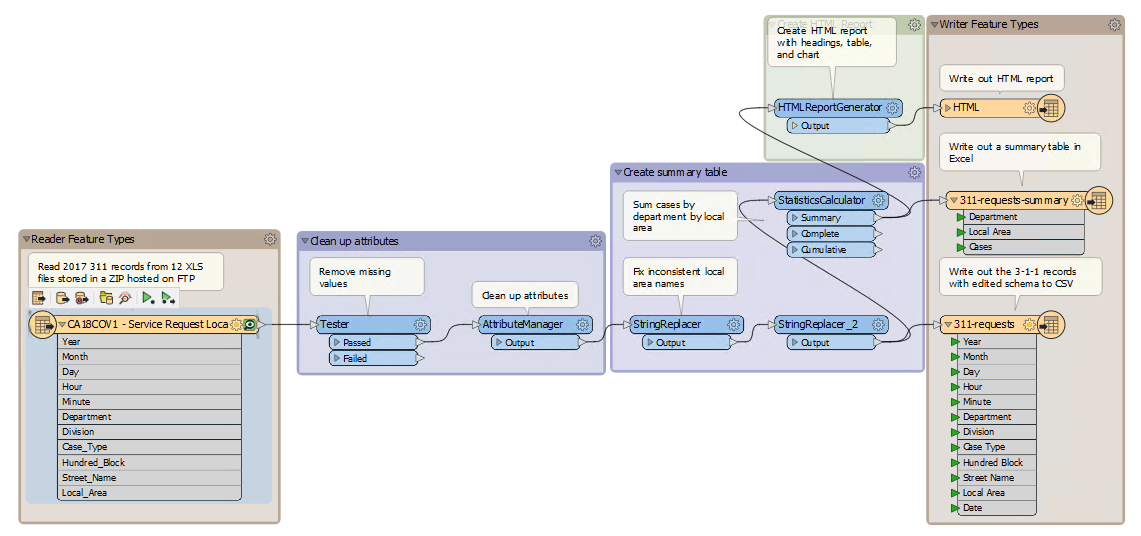 Create HTML Report
Create HTML report
with headings, table,
and chart
HTMLReportGenerator
Output
Writer Feature Types
Write out HTML report
HTML
Write out a summary table in
Excel
311-requests-summary
Department
Local Area
Cases
Write out the 3-1-1 records
with edited schema to CSV
311-requests
Year
Month
Day
Hour
Minute
Department
Division
Case Type
Hundred Block
Street Name
Local Area
Date
Create summary table
Sum cases by
department by local
area
StatisticsCalculator
Summary
Complete
Cumulative
Fix inconsistent local
area names
StringReplacer
Output
StringReplacer_2
Output
Clean up attributes
Remove missing
values
Tester
Passed
Failed
Clean up attributes
AttributeManager
Output
Reader Feature Types
Read 2017 311 records from 12 XLS
files stored in a ZIP hosted on FTP
CA18COV1 - Service Request Loca
Year
Month
Day
Hour
Minute
Department
Division
Case_Type
Hundred_Block
Street_Name
Local_Area